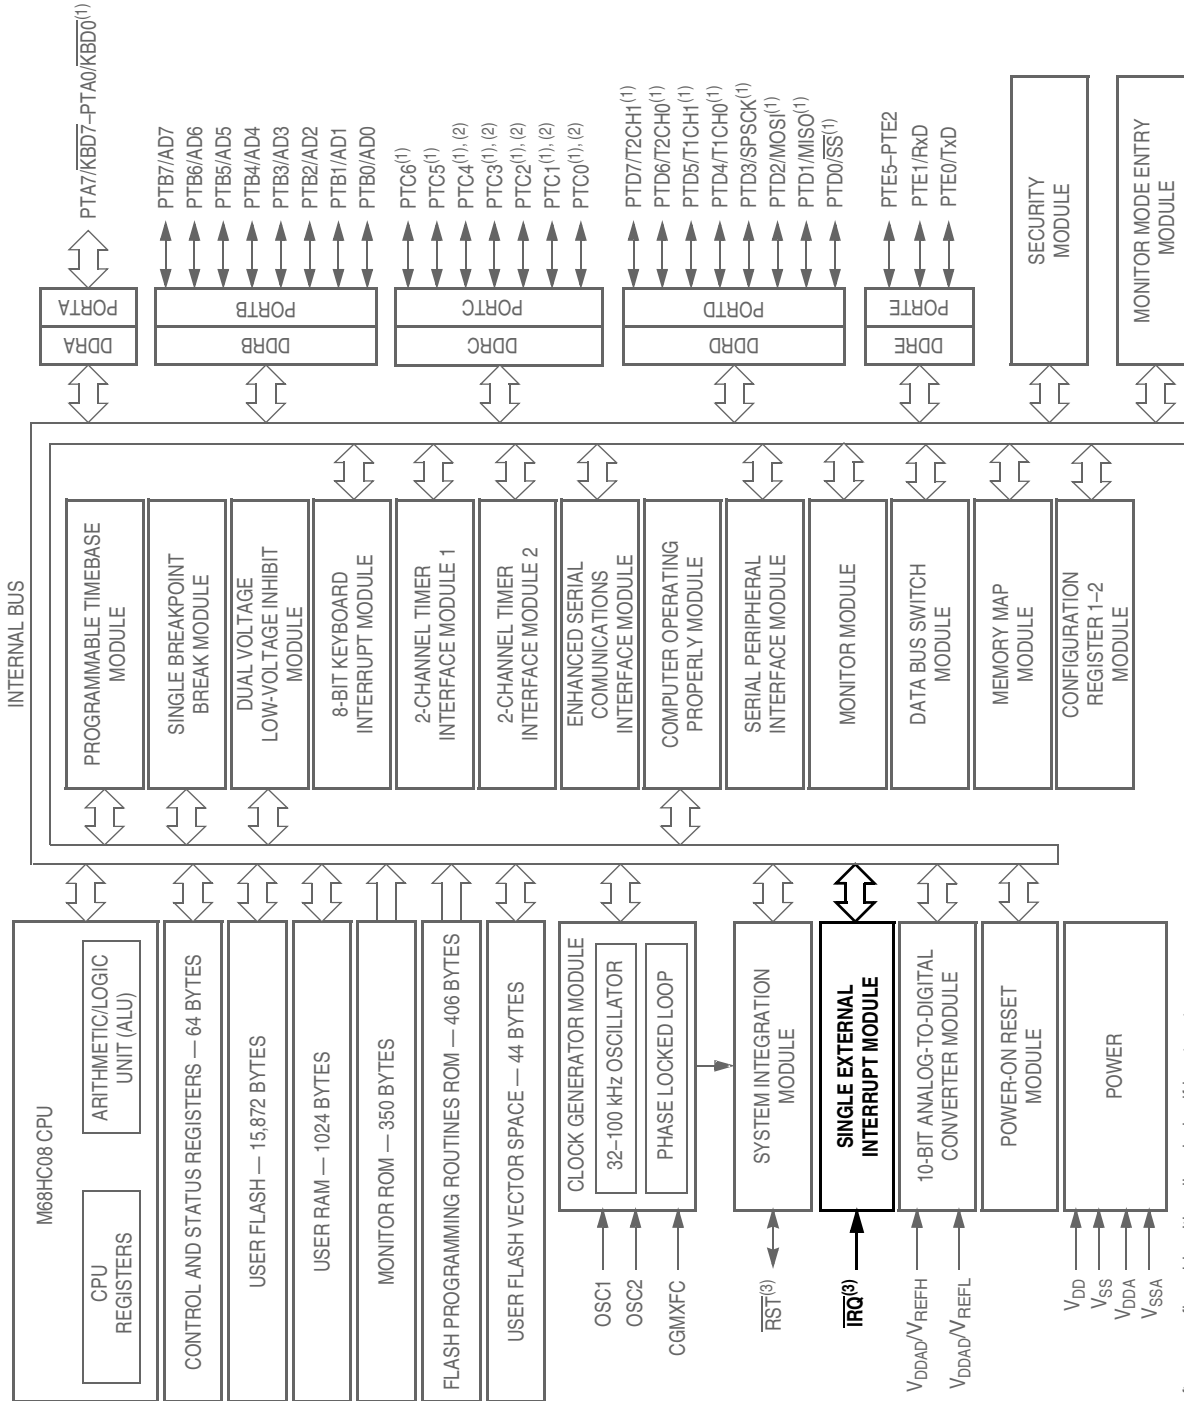 INTERNAL BUS
M68HC08 CPU
CPU
REGISTERS
ARITHMETIC/LOGIC
UNIT (ALU)
CONTROL AND STATUS REGISTERS — 64 BYTES
USER FLASH — 15,872 BYTES
USER RAM — 1024 BYTES
MONITOR ROM — 350 BYTES
FLASH PROGRAMMING ROUTINES ROM — 406 BYTES
USER FLASH VECTOR SPACE — 44 BYTES
OSC1
OSC2
CGMXFC
CLOCK GENERATOR MODULE
32–100 kHz OSCILLATOR
PHASE LOCKED LOOP
RST(3)
SYSTEM INTEGRATION
MODULE
IRQ(3)
SINGLE EXTERNAL
INTERRUPT MODULE
VDDAD/VREFH
VDDAD/VREFL
10-BIT ANALOG-TO-DIGITAL
CONVERTER MODULE
POWER-ON RESET
MODULE
VDD
VSS
VDDA
VSSA
POWER
PROGRAMMABLE TIMEBASE
MODULE
SINGLE BREAKPOINT
BREAK MODULE
DUAL VOLTAGE
LOW-VOLTAGE INHIBIT
MODULE
8-BIT KEYBOARD
INTERRUPT MODULE
2-CHANNEL TIMER
INTERFACE MODULE 1
2-CHANNEL TIMER
INTERFACE MODULE 2
ENHANCED SERIAL
COMUNICATIONS
INTERFACE MODULE
COMPUTER OPERATING
PROPERLY MODULE
SERIAL PERIPHERAL
INTERFACE MODULE
MONITOR MODULE
DATA BUS SWITCH
MODULE
MEMORY MAP
MODULE
CONFIGURATION
REGISTER 1–2
MODULE
DDRA
PORTA
PTA7/KBD7–PTA0/KBD0(1)
DDRB
PORTB
PTB7/AD7
PTB6/AD6
PTB5/AD5
PTB4/AD4
PTB3/AD3
PTB2/AD2
PTB1/AD1
PTB0/AD0
DDRC
PORTC
PTC6(1)
PTC5(1)
PTC4(1), (2)
PTC3(1), (2)
PTC2(1), (2)
PTC1(1), (2)
PTC0(1), (2)
DDRD
PORTD
PTD7/T2CH1(1)
PTD6/T2CH0(1)
PTD5/T1CH1(1)
PTD4/T1CH0(1)
PTD3/SPSCK(1)
PTD2/MOSI(1)
PTD1/MISO(1)
PTD0/SS(1)
DDRE
PORTE
PTE5–PTE2
PTE1/RxD
PTE0/TxD
SECURITY
MODULE
MONITOR MODE ENTRY
MODULE